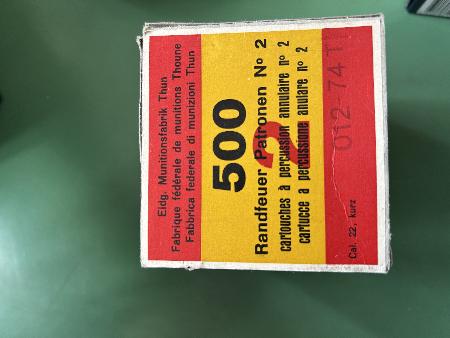 Eidg. Munitionsfabrik Thun
Fabrique fédérale de munitions Thoune
Fabbrica federale di munizioni Thun
500
2
Randfeuer Patronen Nº 2
cartouches à percussion annulaire nº 2
cartucce a percussione anulare nº 2
012 74 T
Cal. 22, kurz